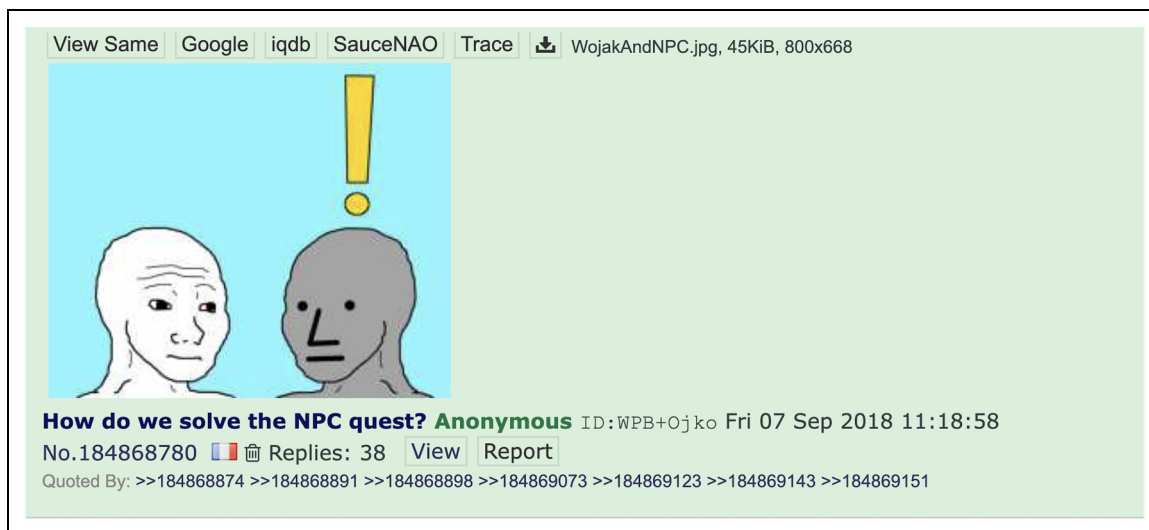 View Same Google iqdb SauceNAO Trace WojakAndNPC.jpg, 45KiB, 800x668
How do we solve the NPC quest? Anonymous ID:WPB+Ojko Fri 07 Sep 2018 11:18:58
No.184868780 Replies: 38 View Report
Quoted By: >>184868874 >>184868891 >>184868898 >>184869073 >>184869123 >>184869143 >>184869151